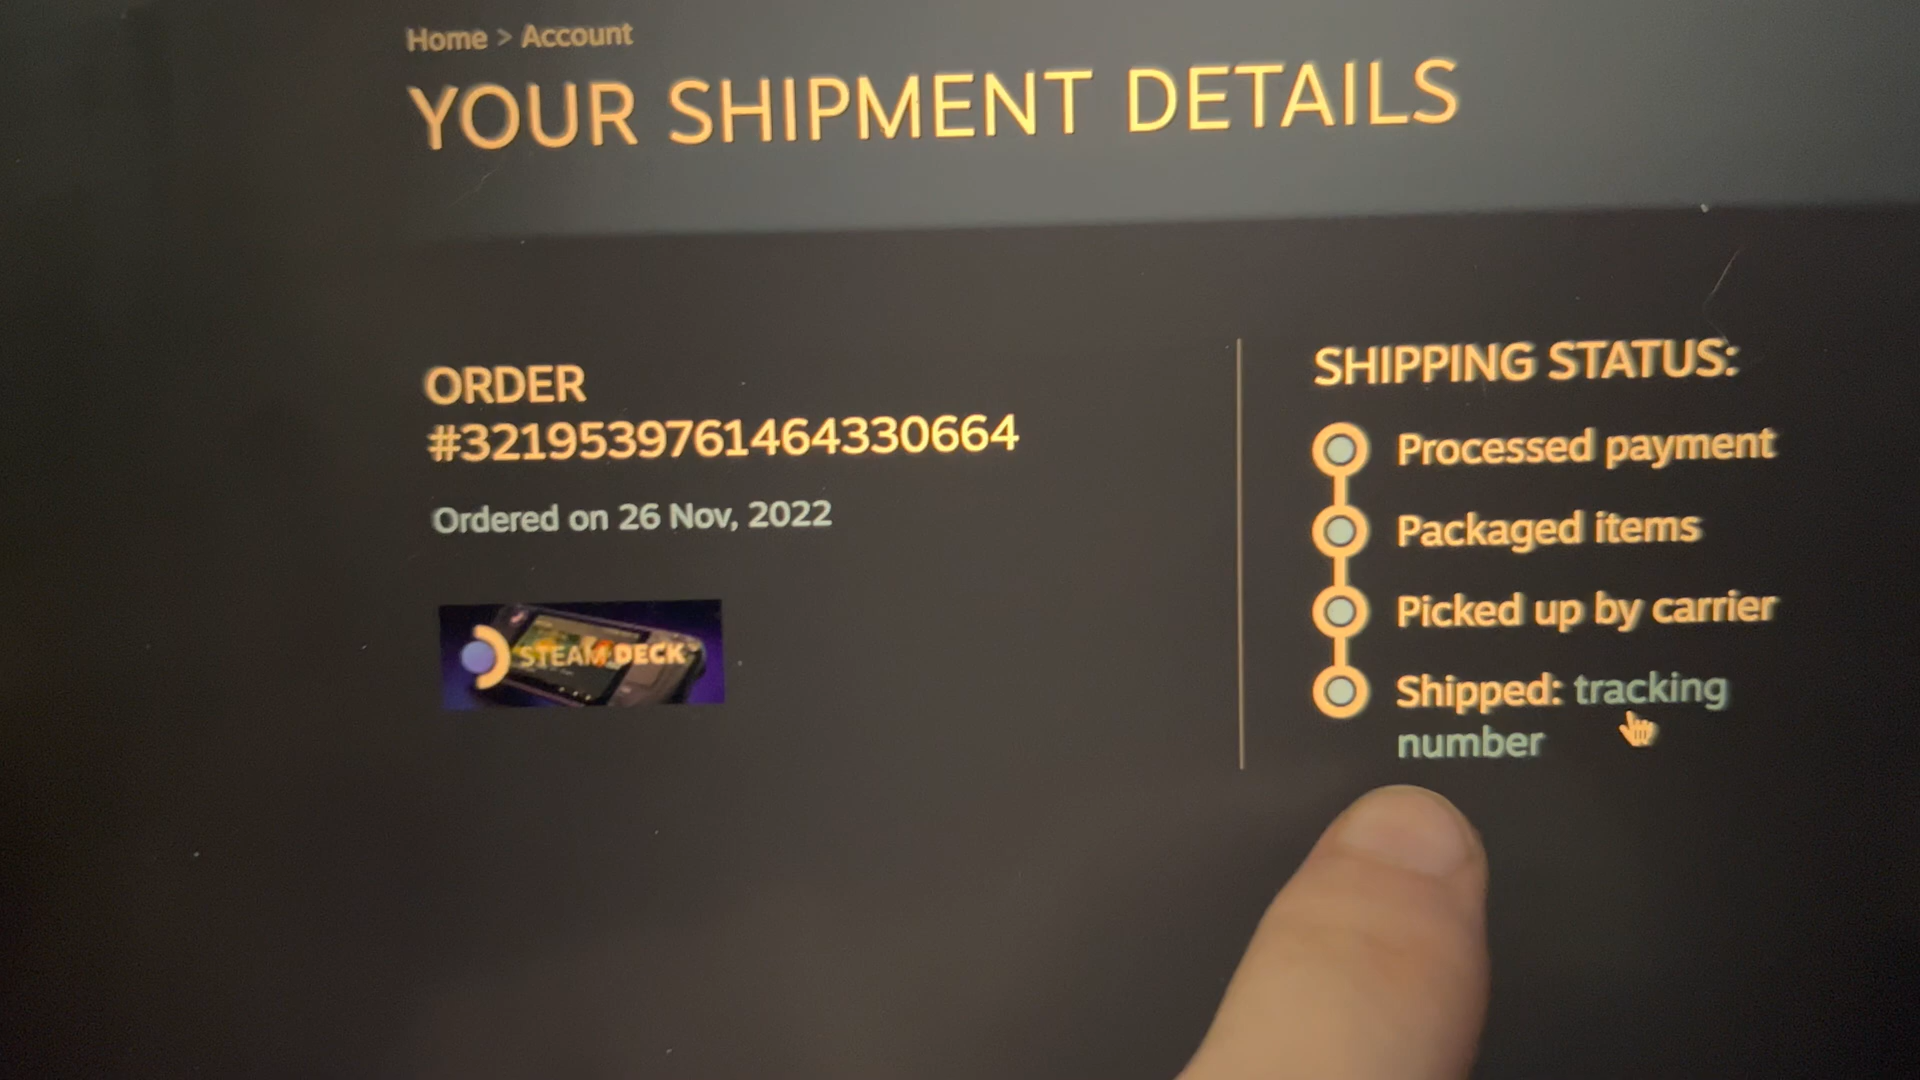 Home > Account
YOUR SHIPMENT DETAILS
ORDER
#3219539761464330664
Ordered on 26 Nov, 2022
STEAM DECK
SHIPPING STATUS:
Processed payment
Packaged items
Picked up by carrier
Shipped: tracking
number